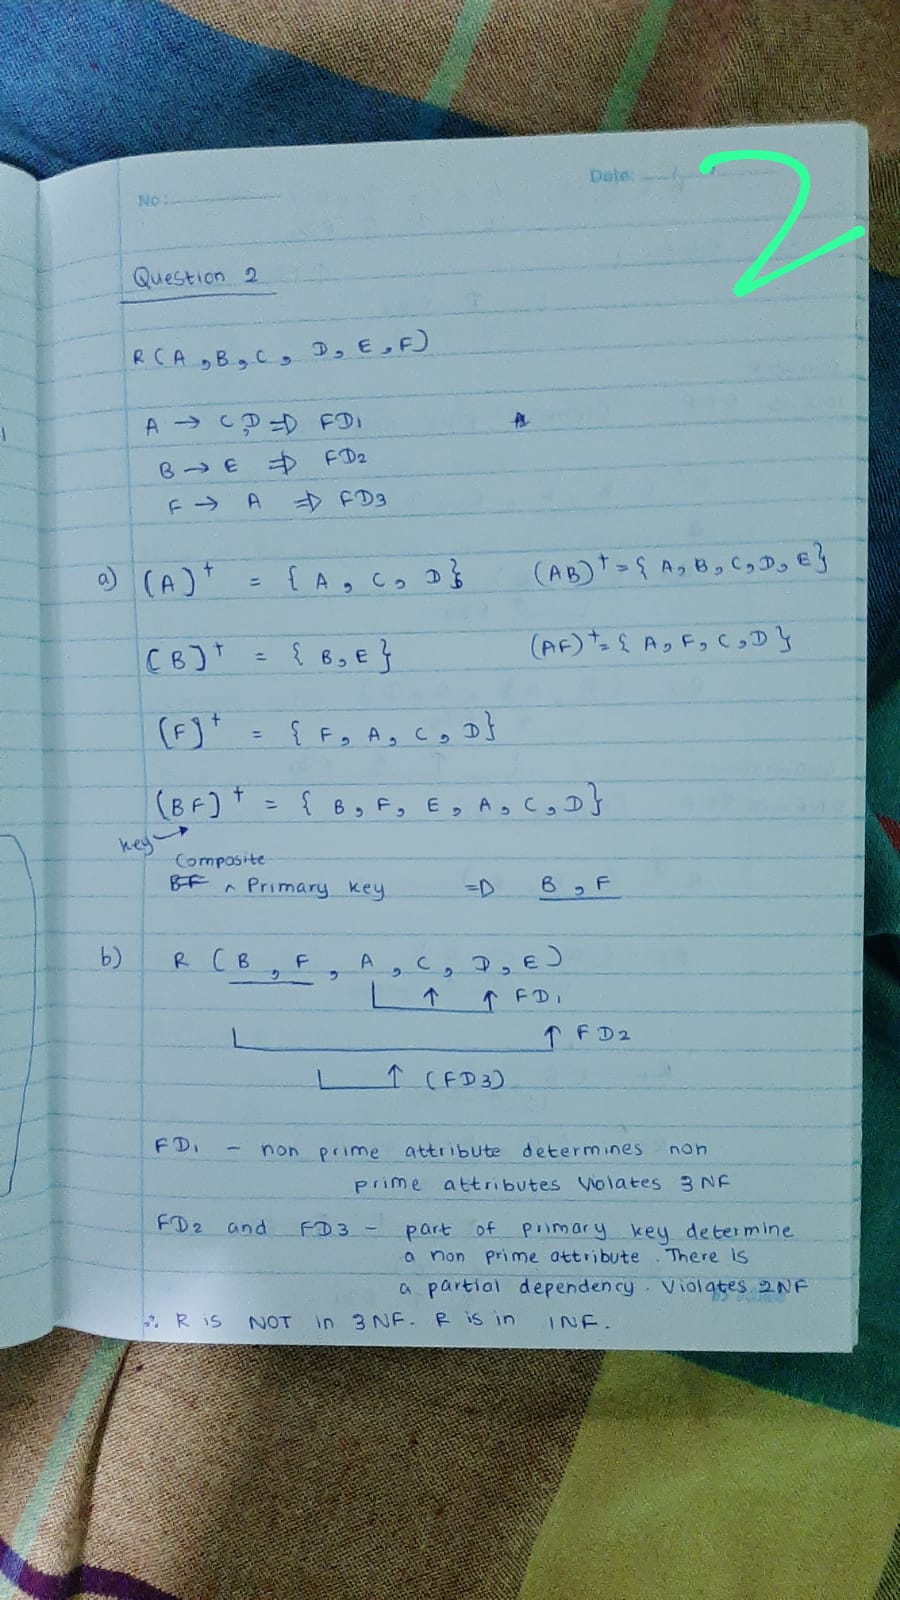 No:
Date:
2
Question 2
R(A,B,C, D,E,F)
A → C,D ⇒ FD1
B → E ⇒ FD2
F → A ⇒ FD3
a) (A)⁺ = {A, C, D} (AB)⁺ = {A,B,C,D,E}
(B)⁺ = {B,E} (AF)⁺ = {A,F,C,D}
(F)⁺ = {F, A, C, D}
(BF)⁺ = {B, F, E, A, C, D}
key →
Composite
BF ^ Primary key ⇒ B, F
b) R (B, F, A, C, D, E)
↑ ↑ FD1
↑ FD2
↑ (FD3)
FD1 - non prime attribute determines non
prime attributes violates 3NF
FD2 and FD3 - part of primary key determine
a non prime attribute. There is
a partial dependency. Violates 2NF
∴ R is NOT in 3NF. R is in 1NF.